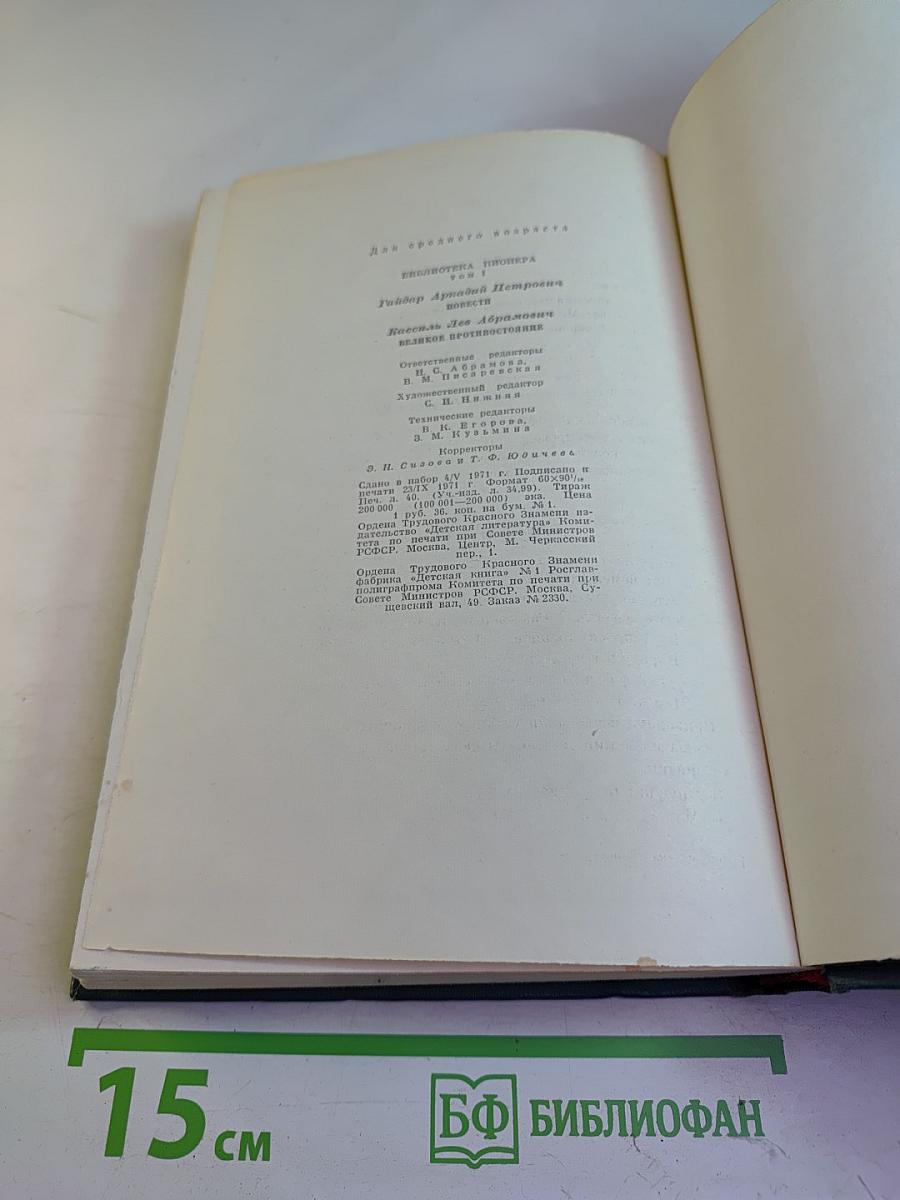 Для среднего возраста
БИБЛИОТЕКА ПИОНЕРА
ТОМ I
Гайдар Аркадий Петрович
ПОВЕСТИ
Кассиль Лев Абрамович
ВЕЛИКОЕ ПРОТИВОСТОЯНИЕ
Ответственные редакторы
Н. С. Абрамова,
В. М. Писаревская
Художественный редактор
С. И. Нижняя
Технические редакторы
В. К. Егорова,
З. М. Кузьмина
Корректоры
Э. Н. Сизова и Т. Ф. Юдичева
Сдано в набор 4/V 1971 г. Подписано к
печати 23/IX 1971 г. Формат 60×90¹/₁₆
Печ. л. 40. (Уч.-изд. л. 34,99). Тираж
200 000 (100 001—200 000) экз. Цена
1 руб. 36. коп. на бум. № 1.
Ордена Трудового Красного Знамени из-
дательство «Детская литература» Коми-
тета по печати при Совете Министров
РСФСР. Москва, Центр, М. Черкасский
пер., 1.
Ордена Трудового Красного Знамени
фабрика «Детская книга» № 1 Росглав-
полиграфпрома Комитета по печати при
Совете Министров РСФСР. Москва, Су-
щевский вал, 49. Заказ № 2330.
15 см
БФ БИБЛИОФАН